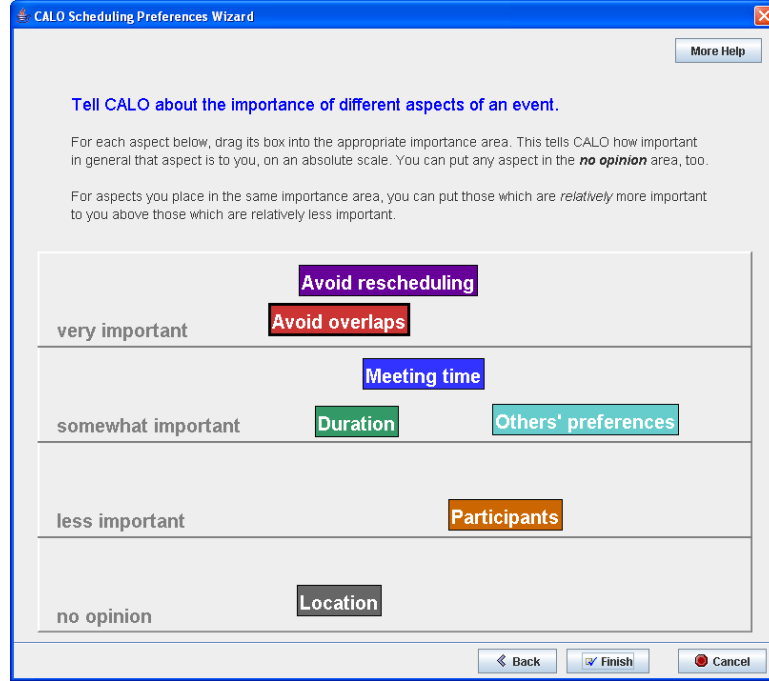 CALO Scheduling Preferences Wizard
More Help
Tell CALO about the importance of different aspects of an event.
For each aspect below, drag its box into the appropriate importance area. This tells CALO how important
in general that aspect is to you, on an absolute scale. You can put any aspect in the no opinion area, too.
For aspects you place in the same importance area, you can put those which are relatively more important
to you above those which are relatively less important.
Avoid rescheduling
Avoid overlaps
very important
Meeting time
Duration
Others' preferences
somewhat important
Participants
less important
Location
no opinion
Back
Finish
Cancel